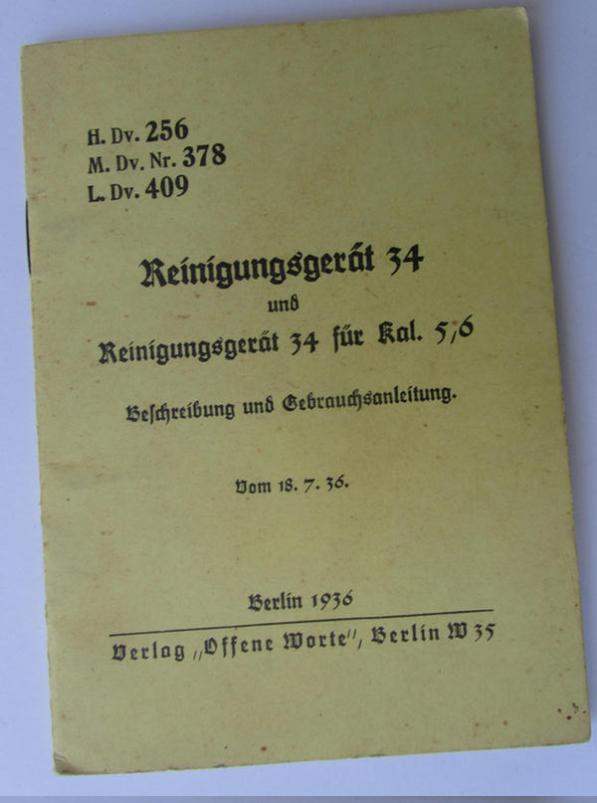 H. Dv. 256
M. Dv. Nr. 378
L. Dv. 409
Reinigungsgerät 34
und
Reinigungsgerät 34 für Kal. 5,6
Beschreibung und Gebrauchsanleitung.
Vom 18. 7. 36.
Berlin 1936
Verlag „Offene Worte", Berlin W 35